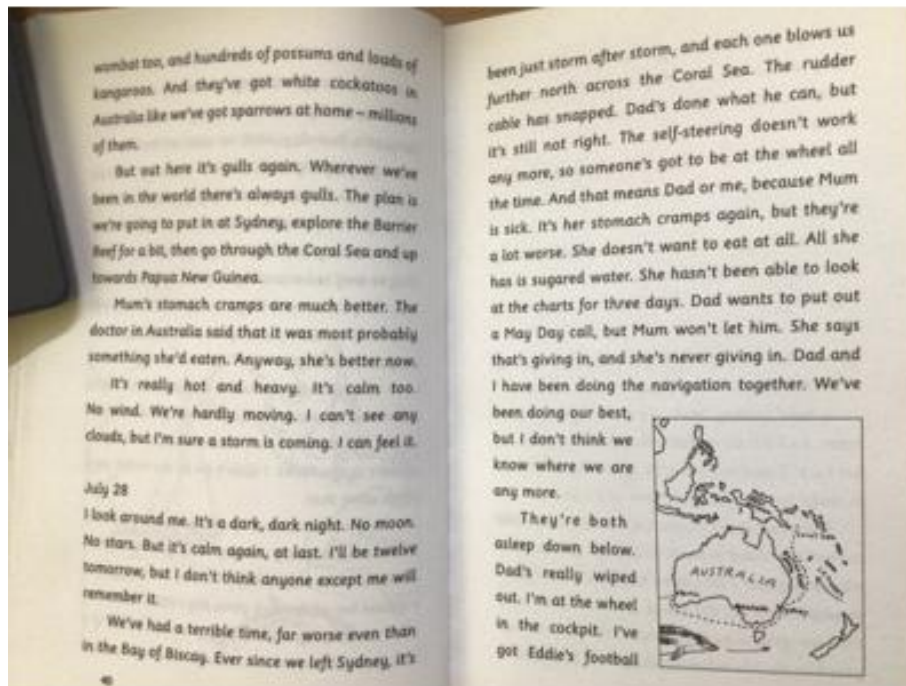 wombat too, and hundreds of possums and loads of
kangaroos. And they've got white cockatoos in
Australia like we've got sparrows at home – millions
of them.
But out here it's gulls again. Wherever we've
been in the world there's always gulls. The plan is
we're going to put in at Sydney, explore the Barrier
Reef for a bit, then go through the Coral Sea and up
towards Papua New Guinea.
Mum's stomach cramps are much better. The
doctor in Australia said that it was most probably
something she'd eaten. Anyway, she's better now.
It's really hot and heavy. It's calm too.
No wind. We're hardly moving. I can't see any
clouds, but I'm sure a storm is coming. I can feel it.
July 28
I look around me. It's a dark, dark night. No moon.
No stars. But it's calm again, at last. I'll be twelve
tomorrow, but I don't think anyone except me will
remember it.
We've had a terrible time, far worse even than
in the Bay of Biscay. Ever since we left Sydney, it's
been just storm after storm, and each one blows us
further north across the Coral Sea. The rudder
cable has snapped. Dad's done what he can, but
it's still not right. The self-steering doesn't work
any more, so someone's got to be at the wheel all
the time. And that means Dad or me, because Mum
is sick. It's her stomach cramps again, but they're
a lot worse. She doesn't want to eat at all. All she
has is sugared water. She hasn't been able to look
at the charts for three days. Dad wants to put out
a May Day call, but Mum won't let him. She says
that's giving in, and she's never giving in. Dad and
I have been doing the navigation together. We've
been doing our best,
but I don't think we
know where we are
any more.
They're both
asleep down below.
Dad's really wiped
out. I'm at the wheel
in the cockpit. I've
got Eddie's football
AUSTRALIA
Sydney